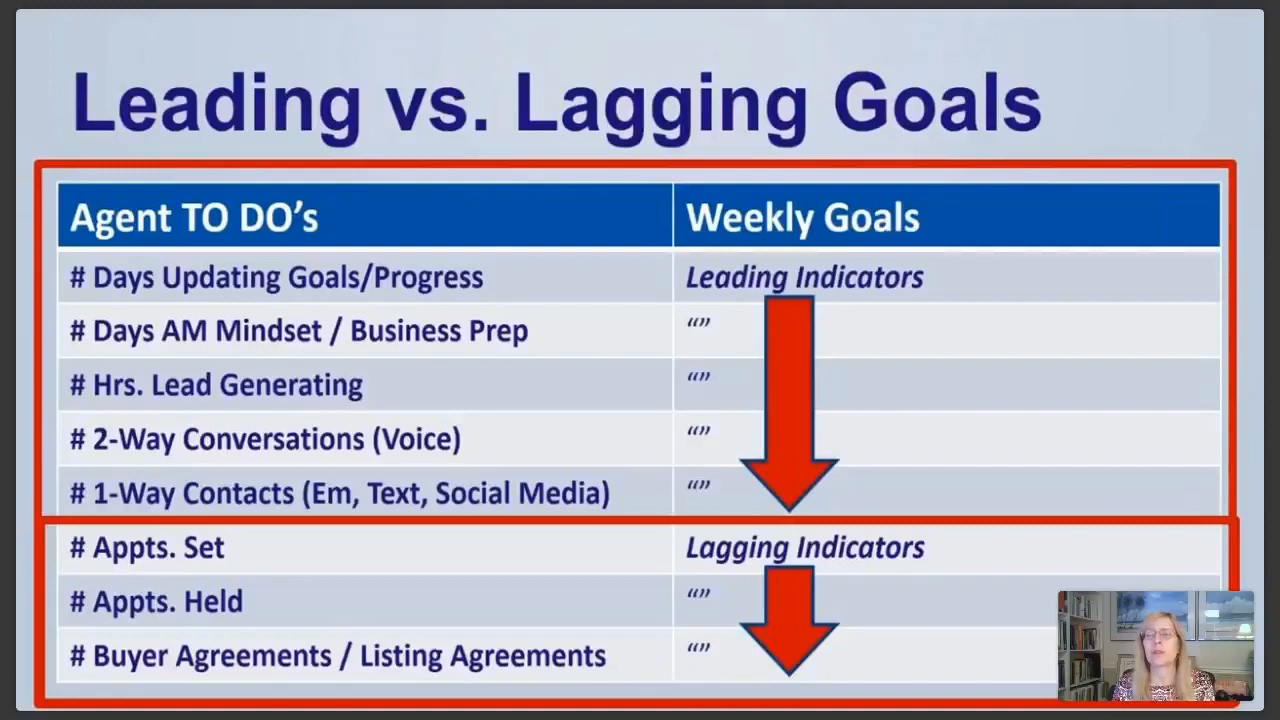 Leading vs. Lagging Goals
Agent TO DO’s Weekly Goals
# Days Updating Goals/Progress Leading Indicators
# Days AM Mindset / Business Prep “”
# Hrs. Lead Generating “”
# 2-Way Conversations (Voice) “”
# 1-Way Contacts (Em, Text, Social Media) “”
# Appts. Set Lagging Indicators
# Appts. Held “”
# Buyer Agreements / Listing Agreements “”